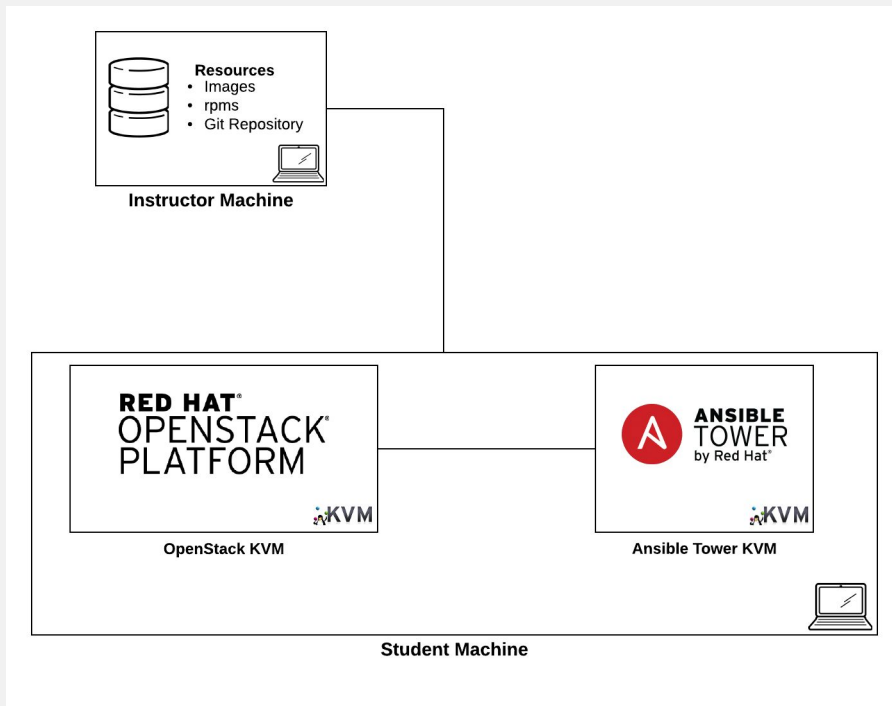 Resources
• Images
• rpms
• Git Repository
Instructor Machine
RED HAT®
OPENSTACK®
PLATFORM
KVM
OpenStack KVM
ANSIBLE
TOWER
by Red Hat®
KVM
Ansible Tower KVM
Student Machine